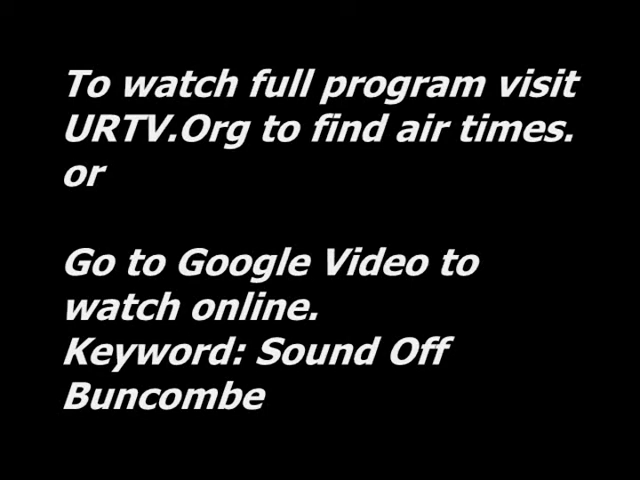 To watch full program visit
URTV.Org to find air times.
or
Go to Google Video to
watch online.
Keyword: Sound Off
Buncombe